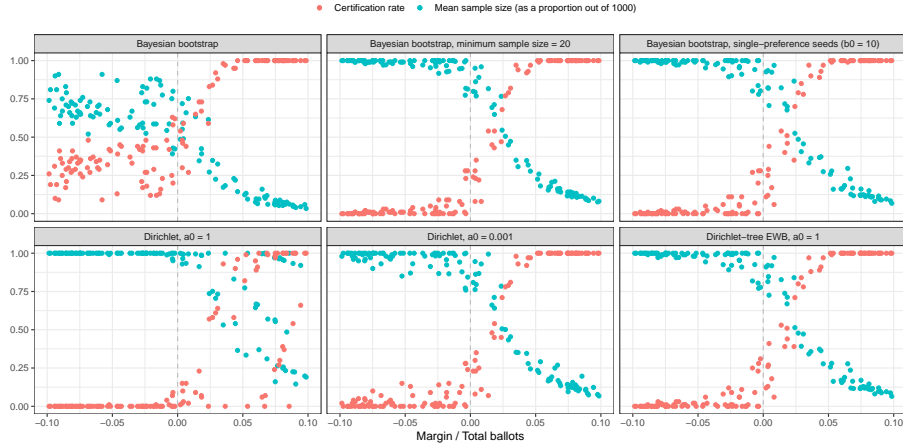 Certification rate Mean sample size (as a proportion out of 1000)
Bayesian bootstrap Bayesian bootstrap, minimum sample size = 20 Bayesian bootstrap, single−preference seeds (b0 = 10)
1.00
0.75
0.50
0.25
0.00
Dirichlet, a0 = 1 Dirichlet, a0 = 0.001 Dirichlet−tree EWB, a0 = 1
1.00
0.75
0.50
0.25
0.00
−0.10 −0.05 0.00 0.05 0.10 −0.10 −0.05 0.00 0.05 0.10 −0.10 −0.05 0.00 0.05 0.10
Margin / Total ballots